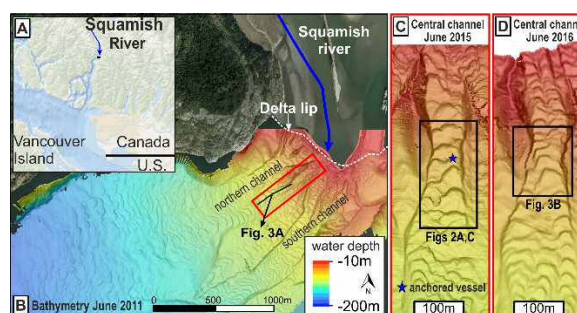 A
Squamish
River
Vancouver
Island
Canada
U.S.
Squamish
river
Delta lip
northern channel
southern channel
Fig. 3A
water depth
-10m
-200m
N
B
Bathymetry June 2011
0
500
1000m
C
Central channel
June 2015
Figs 2A,C
anchored vessel
100m
D
Central channel
June 2016
Fig. 3B
100m